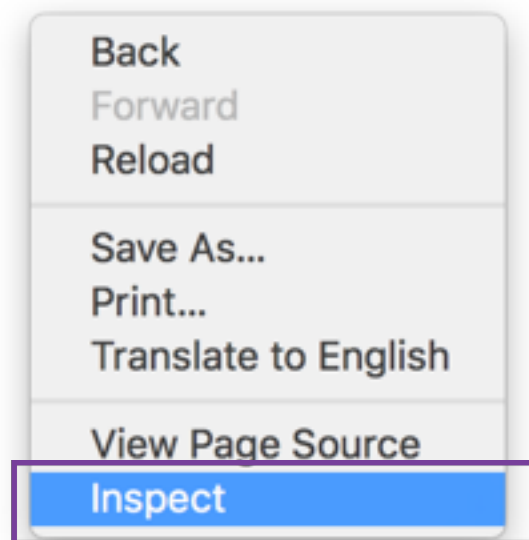 Back
Forward
Reload
Save As...
Print...
Translate to English
View Page Source
Inspect